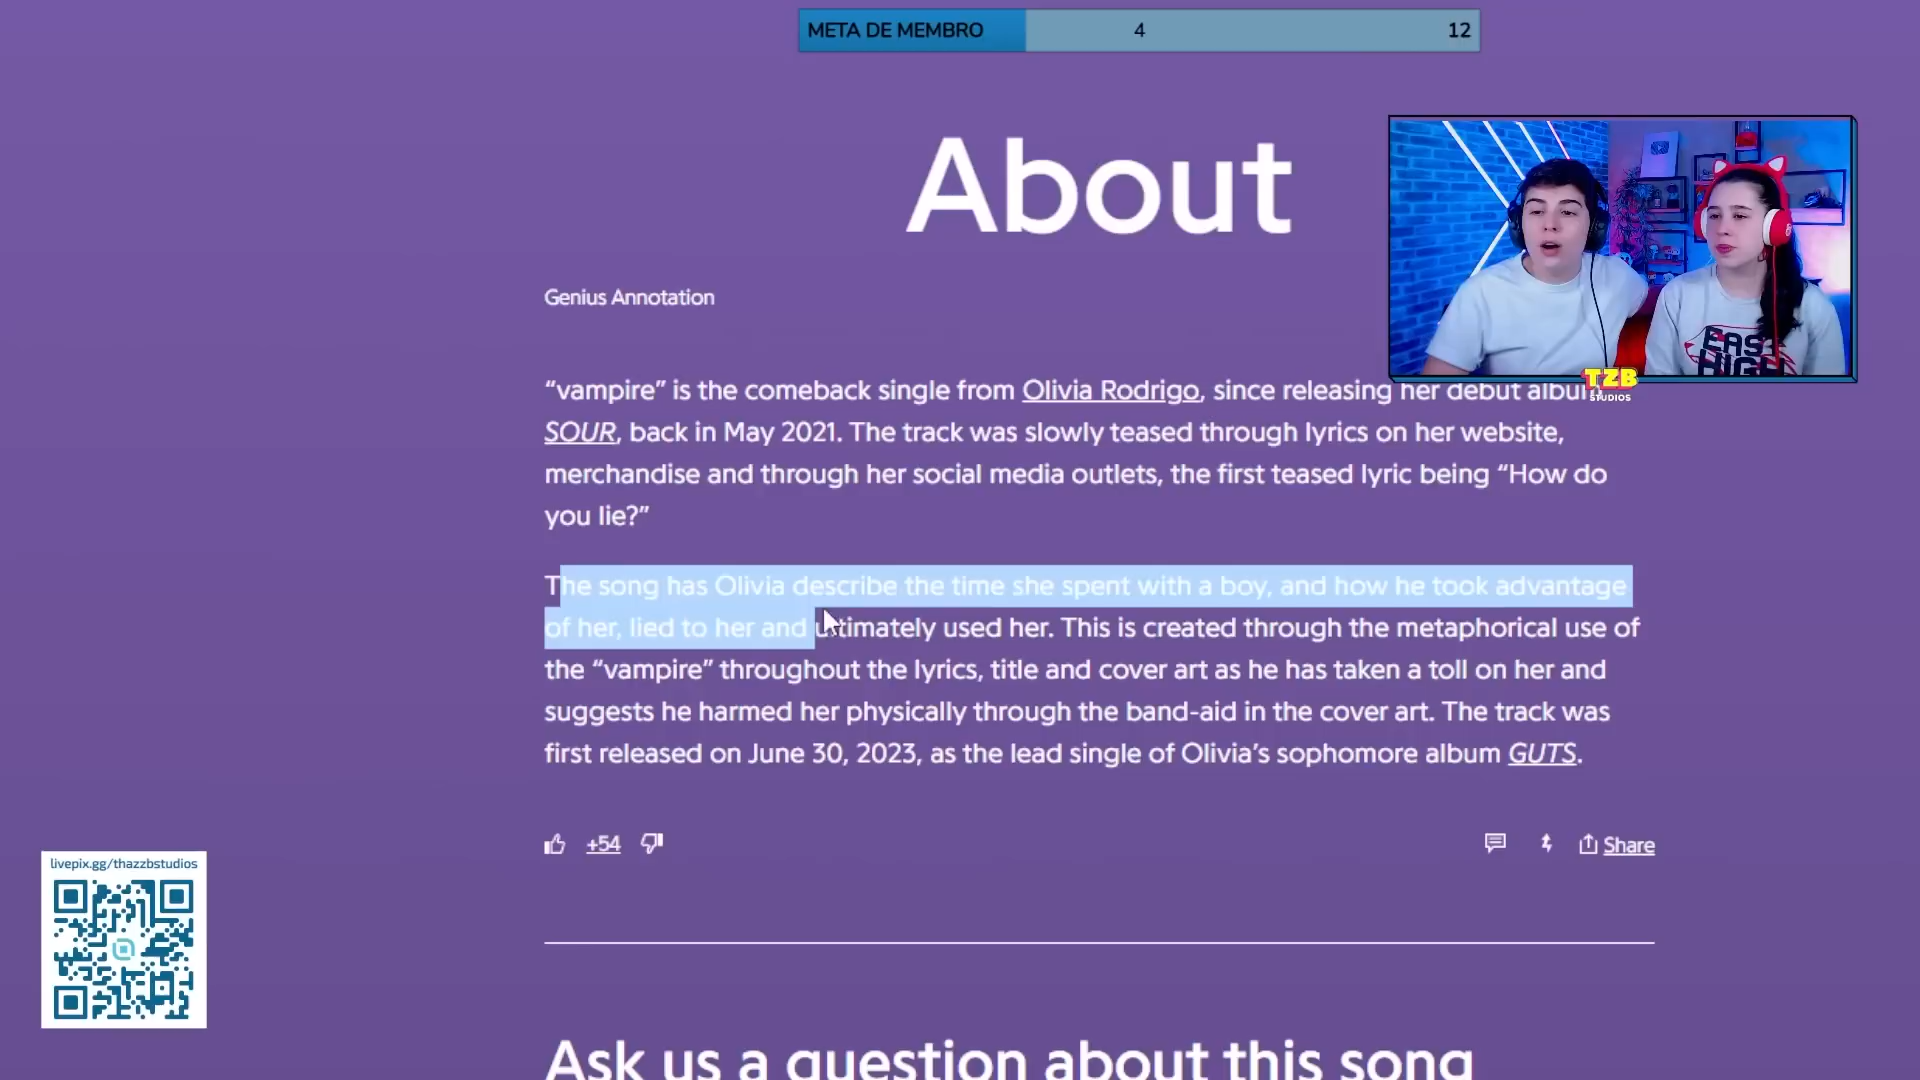 META DE MEMBRO 4 12
About
Genius Annotation
“vampire” is the comeback single from Olivia Rodrigo, since releasing her debut album
SOUR, back in May 2021. The track was slowly teased through lyrics on her website,
merchandise and through her social media outlets, the first teased lyric being “How do
you lie?”
The song has Olivia describe the time she spent with a boy, and how he took advantage
of her, lied to her and ultimately used her. This is created through the metaphorical use of
the “vampire” throughout the lyrics, title and cover art as he has taken a toll on her and
suggests he harmed her physically through the band-aid in the cover art. The track was
first released on June 30, 2023, as the lead single of Olivia’s sophomore album GUTS.
+54
Share
Ask us a question about this song
EAST
HIGH
TZB
STUDIOS
livepix.gg/thazzbstudios